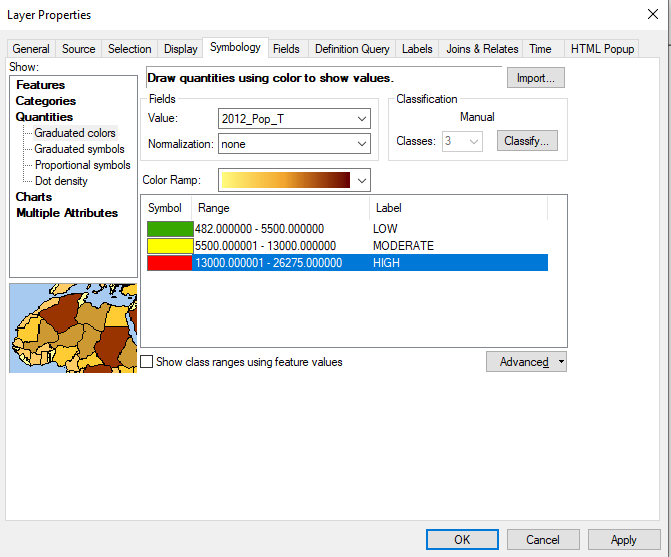 Layer Properties
General Source Selection Display Symbology Fields Definition Query Labels Joins & Relates Time HTML Popup
Show:
Features
Categories
Quantities
Graduated colors
Graduated symbols
Proportional symbols
Dot density
Charts
Multiple Attributes
Draw quantities using color to show values.
Import...
Fields
Value: 2012_Pop_T
Normalization: none
Classification
Manual
Classes: 3 Classify...
Color Ramp:
Symbol Range Label
482.000000 - 5500.000000 LOW
5500.000001 - 13000.000000 MODERATE
13000.000001 - 26275.000000 HIGH
Show class ranges using feature values
Advanced
OK Cancel Apply